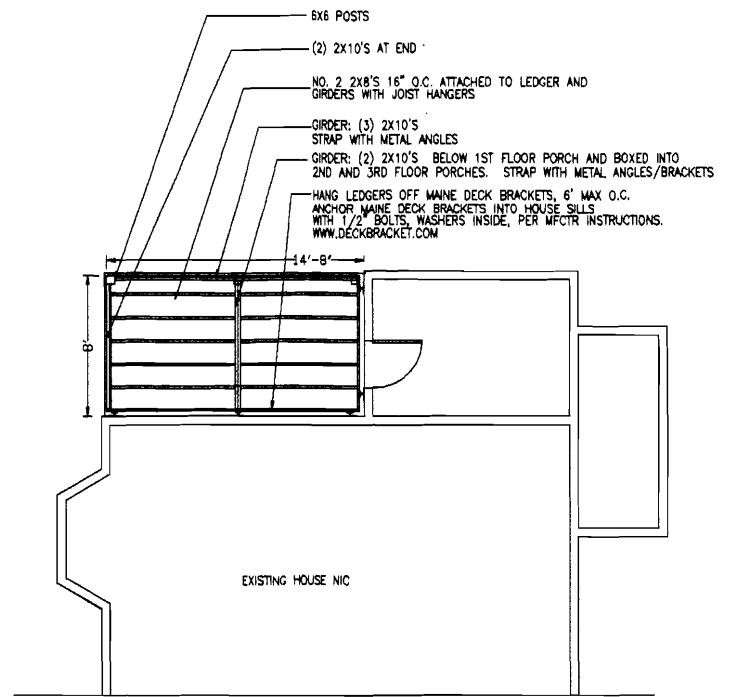 6X6 POSTS
(2) 2X10'S AT END
NO. 2 2X8'S 16" O.C. ATTACHED TO LEDGER AND
GIRDERS WITH JOIST HANGERS
GIRDER: (3) 2X10'S
STRAP WITH METAL ANGLES
GIRDER: (2) 2X10'S BELOW 1ST FLOOR PORCH AND BOXED INTO
2ND AND 3RD FLOOR PORCHES. STRAP WITH METAL ANGLES/BRACKETS
HANG LEDGERS OFF MAINE DECK BRACKETS, 6' MAX O.C.
ANCHOR MAINE DECK BRACKETS INTO HOUSE SILLS
WITH 1/2" BOLTS, WASHERS INSIDE, PER MFCTR INSTRUCTIONS.
WWW.DECKBRACKET.COM
14'-8"
8'
EXISTING HOUSE NIC